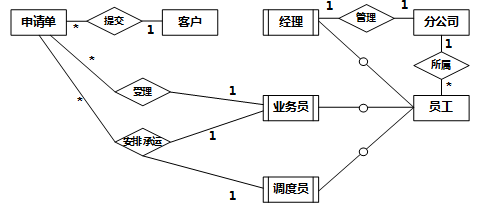 申请单
*
提交
1
客户
经理
1
管理
1
分公司
1
所属
*
员工
*
受理
1
业务员
*
安排承运
1
1
调度员